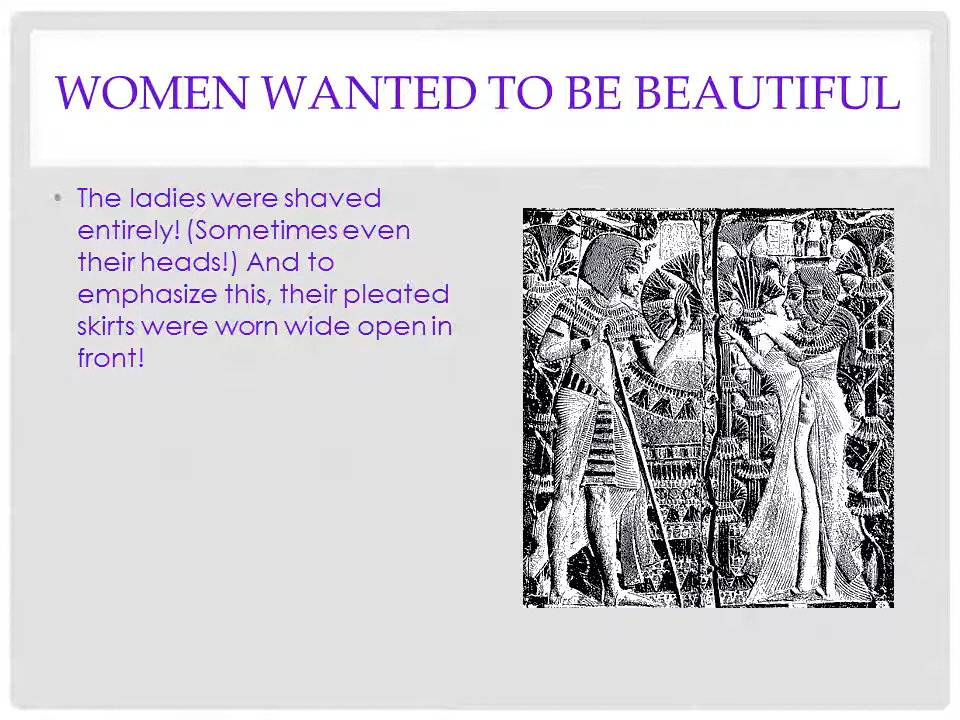 WOMEN WANTED TO BE BEAUTIFUL
• The ladies were shaved
entirely! (Sometimes even
their heads!) And to
emphasize this, their pleated
skirts were worn wide open in
front!